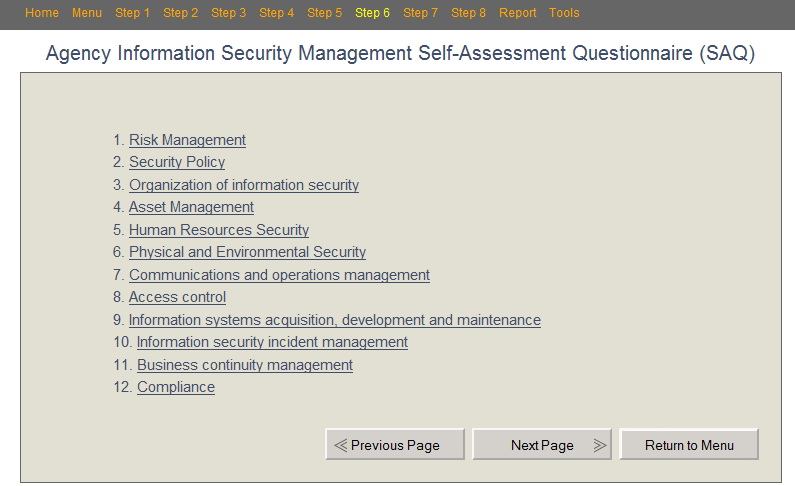 Home Menu Step 1 Step 2 Step 3 Step 4 Step 5 Step 6 Step 7 Step 8 Report Tools
Agency Information Security Management Self-Assessment Questionnaire (SAQ)
1. Risk Management
2. Security Policy
3. Organization of information security
4. Asset Management
5. Human Resources Security
6. Physical and Environmental Security
7. Communications and operations management
8. Access control
9. Information systems acquisition, development and maintenance
10. Information security incident management
11. Business continuity management
12. Compliance
Previous Page Next Page Return to Menu